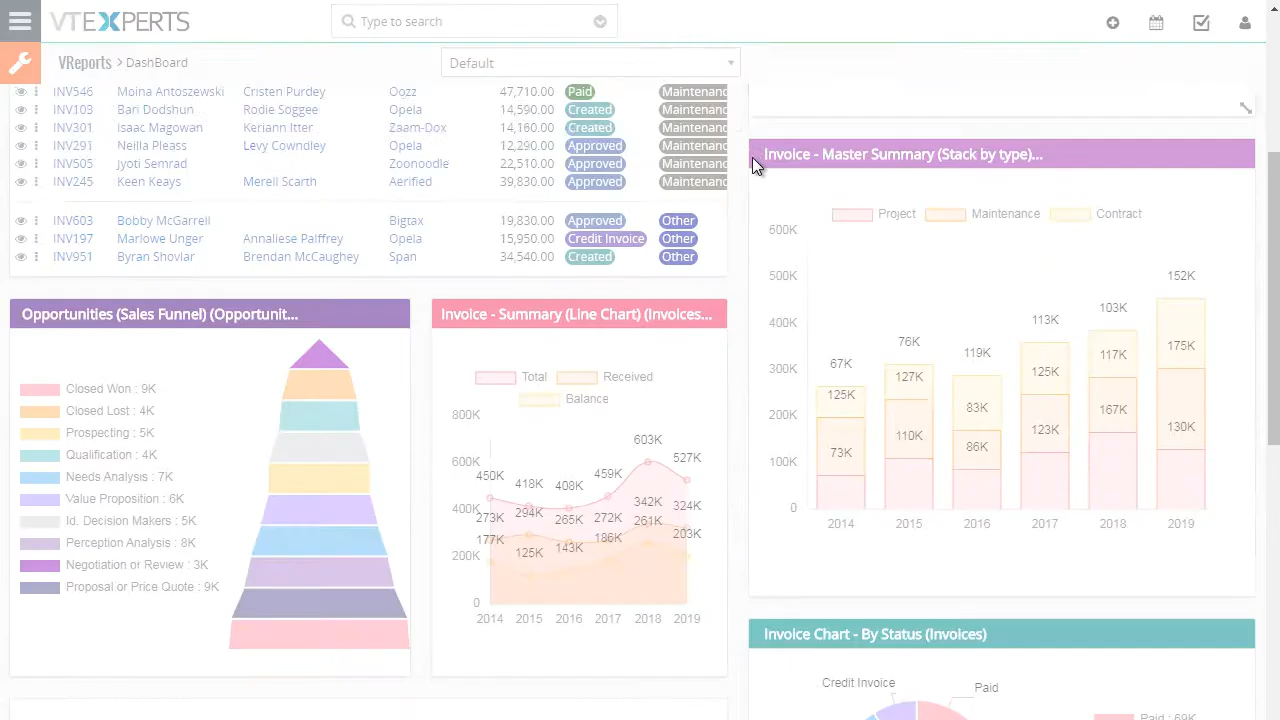 VTEXPERTS
Type to search
VReports > DashBoard
Default
INV546 Moina Antoszewski Cristen Purdey Oozz 47,710.00 Paid Maintenanc
INV103 Bari Dodshun Rodie Soggee Opela 14,590.00 Created Maintenanc
INV301 Isaac Magowan Keriann Itter Zaam-Dox 14,160.00 Created Maintenanc
INV291 Neilla Pleass Levy Cowndley Opela 12,290.00 Approved Maintenanc
INV505 Jyoti Semrad Zoonoodle 22,510.00 Approved Maintenanc
INV245 Keen Keays Merell Scarth Aerified 39,830.00 Approved Maintenanc
INV603 Bobby McGarrell Bigtax 19,830.00 Approved Other
INV197 Marlowe Unger Annaliese Palffrey Opela 15,950.00 Credit Invoice Other
INV951 Byran Shoviar Brendan McCaughey Span 34,540.00 Created Other
Opportunities (Sales Funnel) (Opportunit...
Closed Won : 9K
Closed Lost : 4K
Prospecting : 5K
Qualification : 4K
Needs Analysis : 7K
Value Proposition : 6K
Id. Decision Makers : 5K
Perception Analysis : 8K
Negotiation or Review : 3K
Proposal or Price Quote : 9K
Invoice - Summary (Line Chart) (Invoices...
Total Received
Balance
800K
603K
600K 527K
450K 418K 408K 459K
400K 342K 324K
273K 294K 265K 272K 261K
177K 125K 143K 186K 203K
200K
0
2014 2015 2016 2017 2018 2019
Invoice - Master Summary (Stack by type)...
Project Maintenance Contract
600K
500K 152K
400K 113K 103K
67K 76K 119K 175K
300K 125K 127K 125K 117K
83K
200K 167K
73K 110K 86K 123K 130K
100K
0
2014 2015 2016 2017 2018 2019
Invoice Chart - By Status (Invoices)
Credit Invoice Paid
Paid : 69K